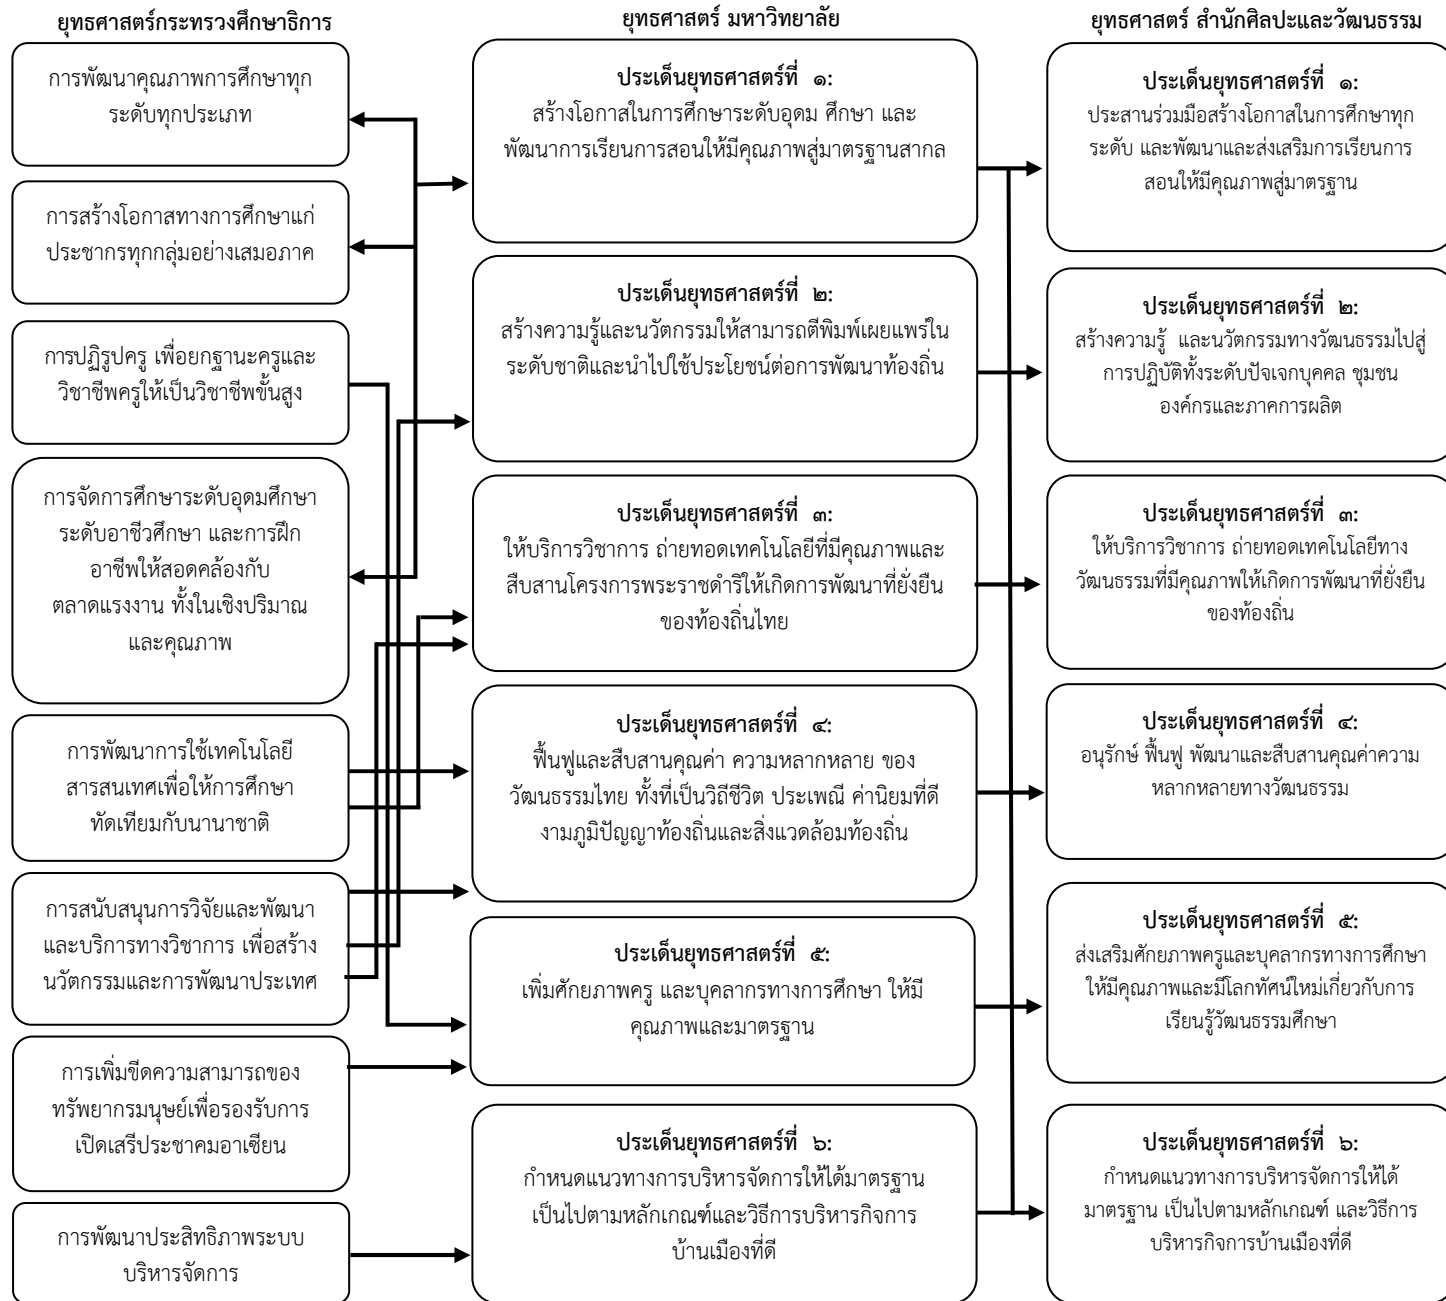 ยุทธศาสตร์กระทรวงศึกษาธิการ
การพัฒนาคุณภาพการศึกษาทุก
ระดับทุกประเภท
การสร้างโอกาสทางการศึกษาแก่
ประชากรทุกกลุ่มอย่างเสมอภาค
การปฏิรูปครู เพื่อยกฐานะครูและ
วิชาชีพครูให้เป็นวิชาชีพชั้นสูง
การจัดการศึกษาระดับอุดมศึกษา
ระดับอาชีวศึกษา และการฝึก
อาชีพให้สอดคล้องกับ
ตลาดแรงงาน ทั้งในเชิงปริมาณ
และคุณภาพ
การพัฒนาการใช้เทคโนโลยี
สารสนเทศเพื่อให้การศึกษา
ทัดเทียมกับนานาชาติ
การสนับสนุนการวิจัยและพัฒนา
และบริการทางวิชาการ เพื่อสร้าง
นวัตกรรมและการพัฒนาประเทศ
การเพิ่มขีดความสามารถของ
ทรัพยากรมนุษย์เพื่อรองรับการ
เปิดเสรีประชาคมอาเซียน
การพัฒนาประสิทธิภาพระบบ
บริหารจัดการ
ยุทธศาสตร์ มหาวิทยาลัย
ประเด็นยุทธศาสตร์ที่ ๑:
สร้างโอกาสในการศึกษาระดับอุดม ศึกษา และ
พัฒนาการเรียนการสอนให้มีคุณภาพสู่มาตรฐานสากล
ประเด็นยุทธศาสตร์ที่ ๒:
สร้างความรู้และนวัตกรรมให้สามารถตีพิมพ์เผยแพร่ใน
ระดับชาติและนำไปใช้ประโยชน์ต่อการพัฒนาท้องถิ่น
ประเด็นยุทธศาสตร์ที่ ๓:
ให้บริการวิชาการ ถ่ายทอดเทคโนโลยีที่มีคุณภาพและ
สืบสานโครงการพระราชดำริให้เกิดการพัฒนาที่ยั่งยืน
ของท้องถิ่นไทย
ประเด็นยุทธศาสตร์ที่ ๔:
ฟื้นฟูและสืบสานคุณค่า ความหลากหลาย ของ
วัฒนธรรมไทย ทั้งที่เป็นวิถีชีวิต ประเพณี ค่านิยมที่ดี
งามภูมิปัญญาท้องถิ่นและสิ่งแวดล้อมท้องถิ่น
ประเด็นยุทธศาสตร์ที่ ๕:
เพิ่มศักยภาพครู และบุคลากรทางการศึกษา ให้มี
คุณภาพและมาตรฐาน
ประเด็นยุทธศาสตร์ที่ ๖:
กำหนดแนวทางการบริหารจัดการให้ได้มาตรฐาน
เป็นไปตามหลักเกณฑ์และวิธีการบริหารกิจการ
บ้านเมืองที่ดี
ยุทธศาสตร์ สำนักศิลปะและวัฒนธรรม
ประเด็นยุทธศาสตร์ที่ ๑:
ประสานร่วมมือสร้างโอกาสในการศึกษาทุก
ระดับ และพัฒนาและส่งเสริมการเรียนการ
สอนให้มีคุณภาพสู่มาตรฐาน
ประเด็นยุทธศาสตร์ที่ ๒:
สร้างความรู้ และนวัตกรรมทางวัฒนธรรมไปสู่
การปฏิบัติทั้งระดับปัจเจกบุคคล ชุมชน
องค์กรและภาคการผลิต
ประเด็นยุทธศาสตร์ที่ ๓:
ให้บริการวิชาการ ถ่ายทอดเทคโนโลยีทาง
วัฒนธรรมที่มีคุณภาพให้เกิดการพัฒนาที่ยั่งยืน
ของท้องถิ่น
ประเด็นยุทธศาสตร์ที่ ๔:
อนุรักษ์ ฟื้นฟู พัฒนาและสืบสานคุณค่าความ
หลากหลายทางวัฒนธรรม
ประเด็นยุทธศาสตร์ที่ ๕:
ส่งเสริมศักยภาพครูและบุคลากรทางการศึกษา
ให้มีคุณภาพและมีโลกทัศน์ใหม่เกี่ยวกับการ
เรียนรู้วัฒนธรรมศึกษา
ประเด็นยุทธศาสตร์ที่ ๖:
กำหนดแนวทางการบริหารจัดการให้ได้
มาตรฐาน เป็นไปตามหลักเกณฑ์ และวิธีการ
บริหารกิจการบ้านเมืองที่ดี